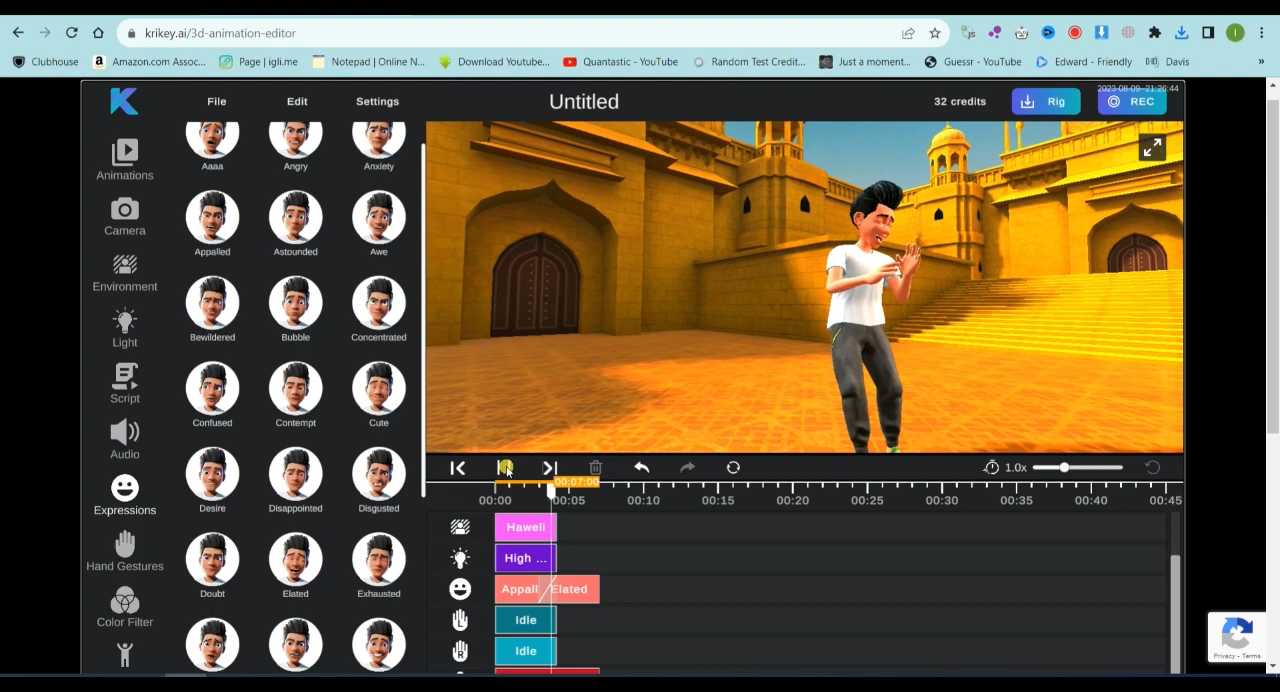 krikey.ai/3d-animation-editor
Clubhouse
Amazon.com Assoc...
Page | igli.me
Notepad | Online N...
Download Youtube...
Quantastic - YouTube
Random Test Credit...
Just a moment...
Guessr - YouTube
Edward - Friendly
Davis
»
2023-08-09--21:26:44
File Edit Settings
Untitled
32 credits
Rig
REC
Animations
Camera
Environment
Light
Script
Audio
Expressions
Hand Gestures
Color Filter
Aaaa Angry Anxiety
Appalled Astounded Awe
Bewildered Bubble Concentrated
Confused Contempt Cute
Desire Disappointed Disgusted
Doubt Elated Exhausted
1.0x
00:07:00
00:00 00:05 00:10 00:15 00:20 00:25 00:30 00:35 00:40 00:45
Haweli
High ...
Appall Elated
L
Idle
R
Idle
Privacy - Terms